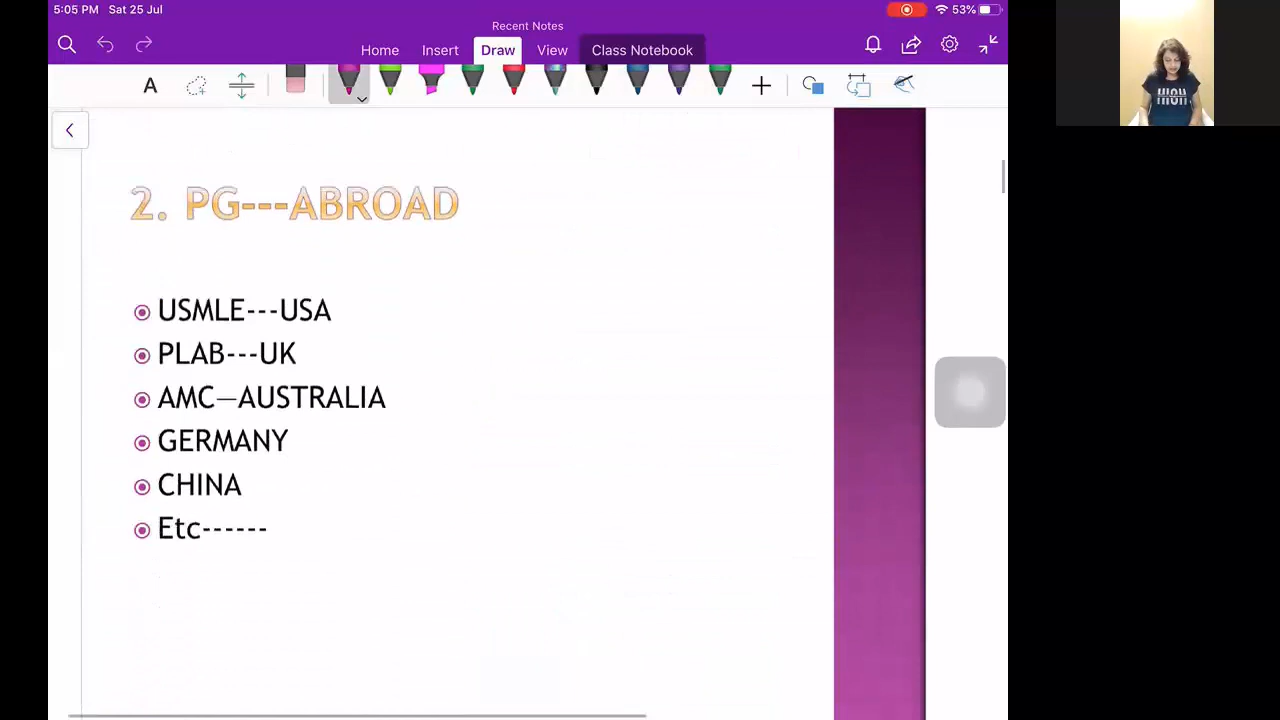 5:05 PM Sat 25 Jul
53%
Recent Notes
Home Insert Draw View Class Notebook
A
2. PG---ABROAD
USMLE---USA
PLAB---UK
AMC—AUSTRALIA
GERMANY
CHINA
Etc------
HIGH